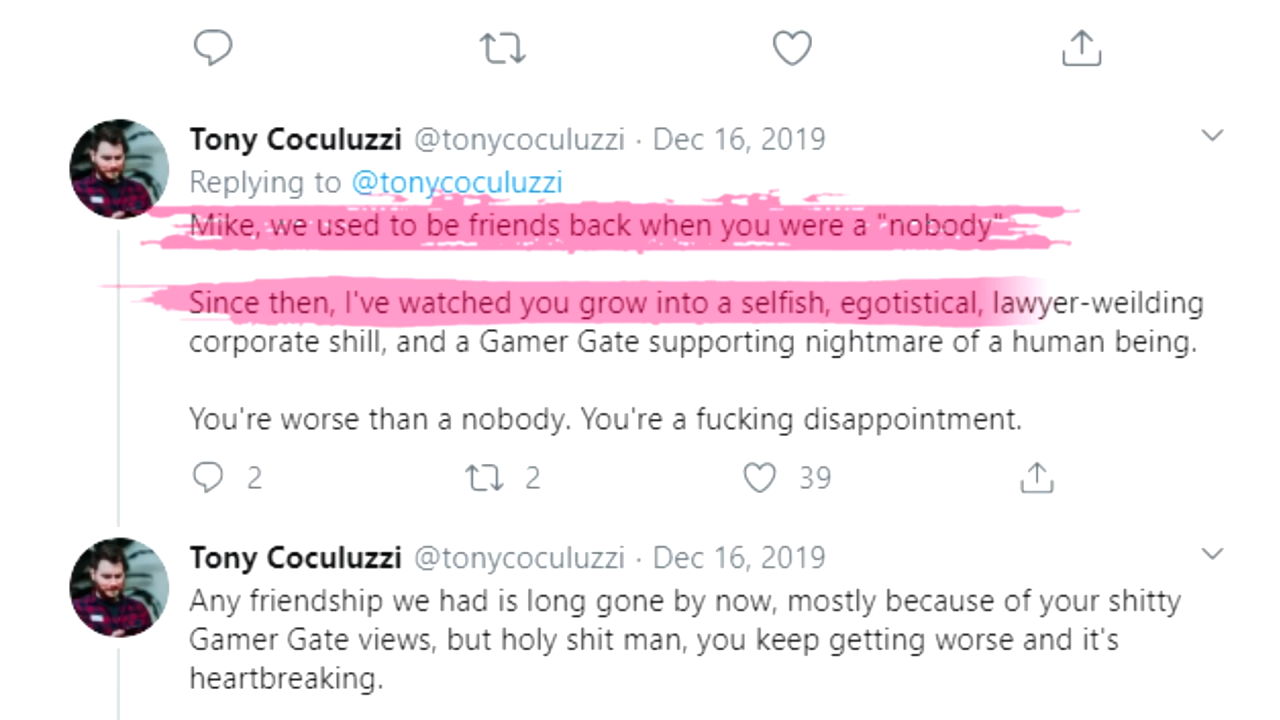 Tony Coculuzzi @tonycoculuzzi · Dec 16, 2019
Replying to @tonycoculuzzi
Mike, we used to be friends back when you were a "nobody"
Since then, I've watched you grow into a selfish, egotistical, lawyer-weilding
corporate shill, and a Gamer Gate supporting nightmare of a human being.
You're worse than a nobody. You're a fucking disappointment.
2 2 39
Tony Coculuzzi @tonycoculuzzi · Dec 16, 2019
Any friendship we had is long gone by now, mostly because of your shitty
Gamer Gate views, but holy shit man, you keep getting worse and it's
heartbreaking.